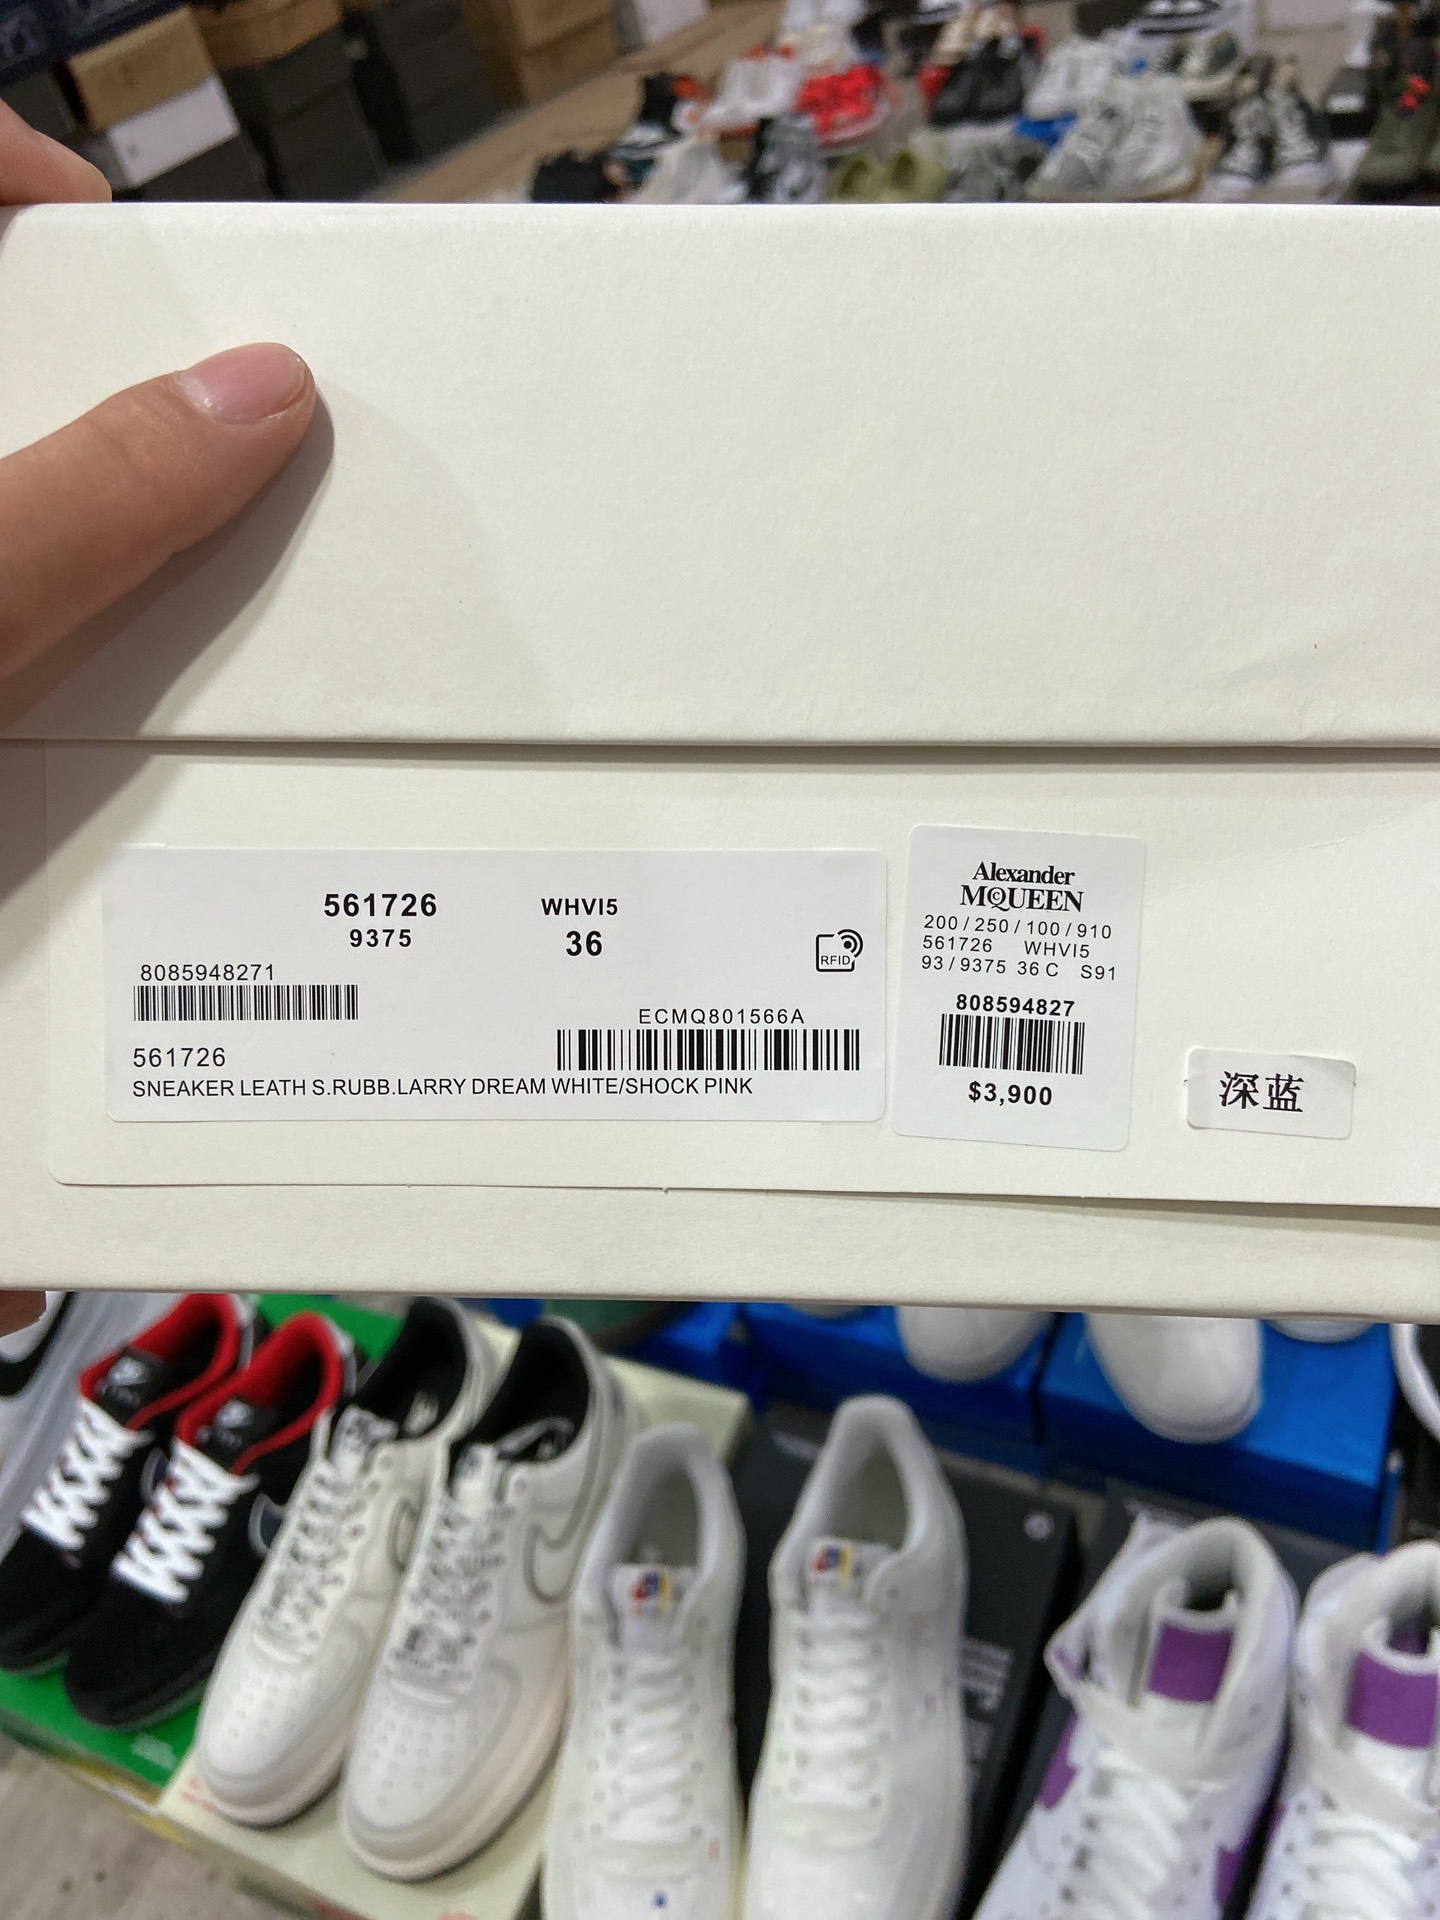 561726 WHVI5
9375 36
8085948271
RFID
ECMQ801566A
561726
SNEAKER LEATH S.RUBB.LARRY DREAM WHITE/SHOCK PINK
Alexander
MCQUEEN
200/250/100/910
561726 WHVI5
93/9375 36 C S91
808594827
$3,900
深蓝